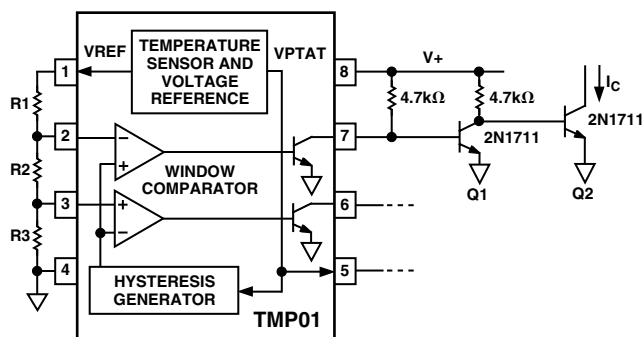 VREF
TEMPERATURE
SENSOR AND
VOLTAGE
REFERENCE
VPTAT
1
R1
2
R2
3
R3
4
–
+
WINDOW
COMPARATOR
+
–
HYSTERESIS
GENERATOR
TMP01
8
7
6
5
V+
4.7kΩ
4.7kΩ
2N1711
Q1
IC
2N1711
Q2